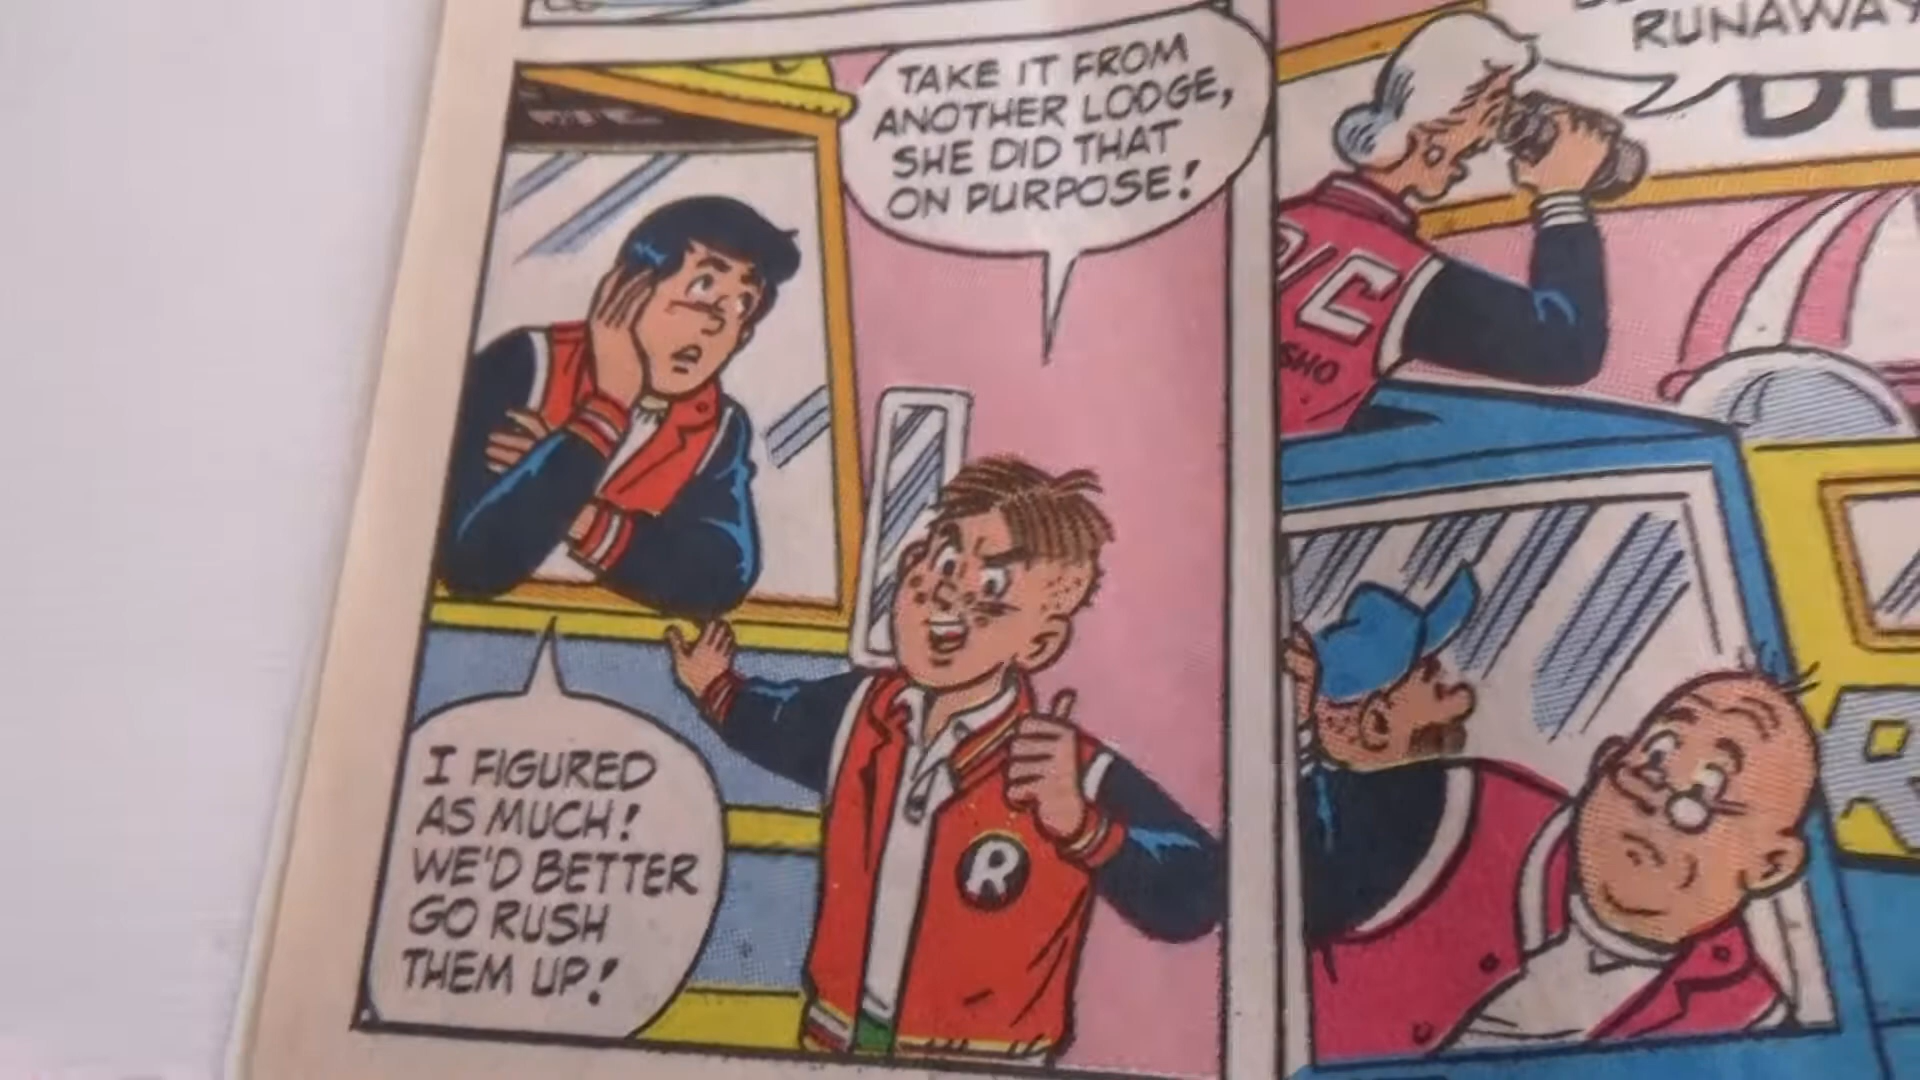 TAKE IT FROM
ANOTHER LODGE,
SHE DID THAT
ON PURPOSE!
I FIGURED
AS MUCH!
WE'D BETTER
GO RUSH
THEM UP!
R
RUNAWAY
/C
R